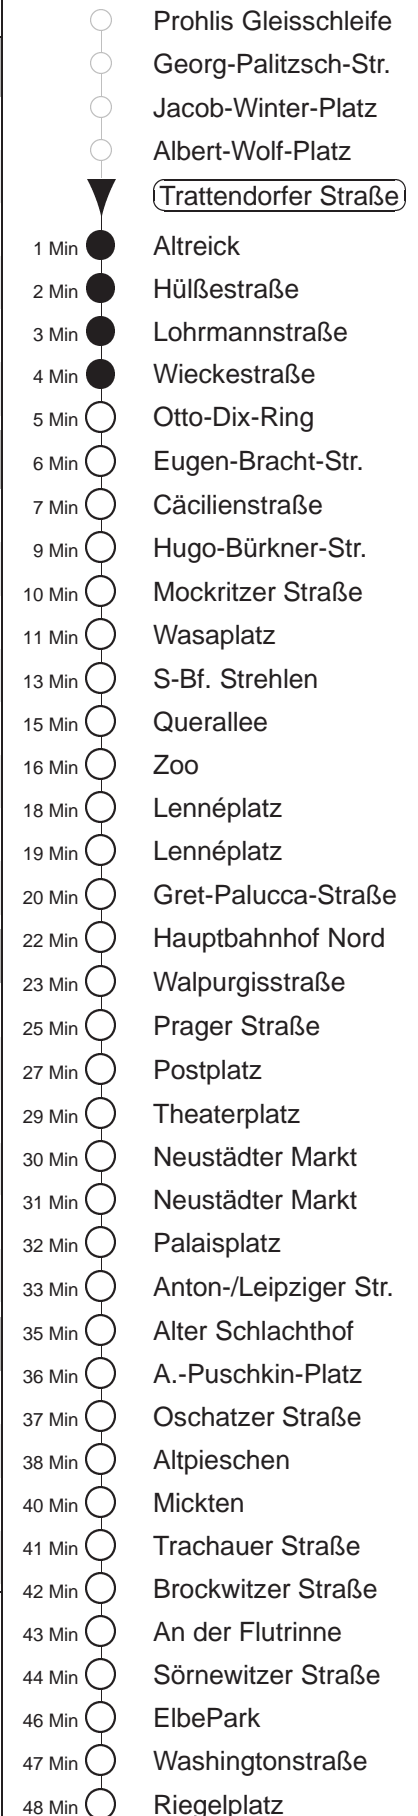 Prohlis Gleisschleife
Georg-Palitzsch-Str.
Jacob-Winter-Platz
Albert-Wolf-Platz
Trattendorfer Straße
1 Min Altreick
2 Min Hülßestraße
3 Min Lohrmannstraße
4 Min Wieckestraße
5 Min Otto-Dix-Ring
6 Min Eugen-Bracht-Str.
7 Min Cäcilienstraße
9 Min Hugo-Bürkner-Str.
10 Min Mockritzer Straße
11 Min Wasaplatz
13 Min S-Bf. Strehlen
15 Min Querallee
16 Min Zoo
18 Min Lennéplatz
19 Min Lennéplatz
20 Min Gret-Palucca-Straße
22 Min Hauptbahnhof Nord
23 Min Walpurgisstraße
25 Min Prager Straße
27 Min Postplatz
29 Min Theaterplatz
30 Min Neustädter Markt
31 Min Neustädter Markt
32 Min Palaisplatz
33 Min Anton-/Leipziger Str.
35 Min Alter Schlachthof
36 Min A.-Puschkin-Platz
37 Min Oschatzer Straße
38 Min Altpieschen
40 Min Mickten
41 Min Trachauer Straße
42 Min Brockwitzer Straße
43 Min An der Flutrinne
44 Min Sörnewitzer Straße
46 Min ElbePark
47 Min Washingtonstraße
48 Min Riegelplatz